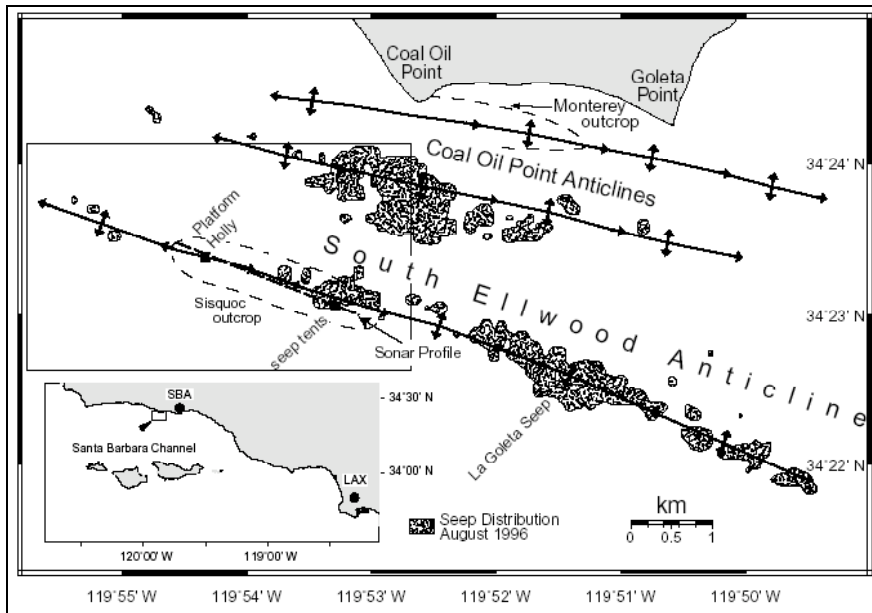 Coal Oil
Point
Goleta
Point
Monterey
outcrop
Coal Oil Point Anticlines
34°24' N
Platform
Holly
South Ellwood Anticline
Sisquoc
outcrop
seep tents
Sonar Profile
34°23' N
La Goleta Seep
34°22' N
SBA
34°30' N
Santa Barbara Channel
34°00' N
LAX
120°00' W
119°00' W
Seep Distribution
August 1996
km
0
0.5
1
119°55' W
119°54' W
119°53' W
119°52' W
119°51' W
119°50' W